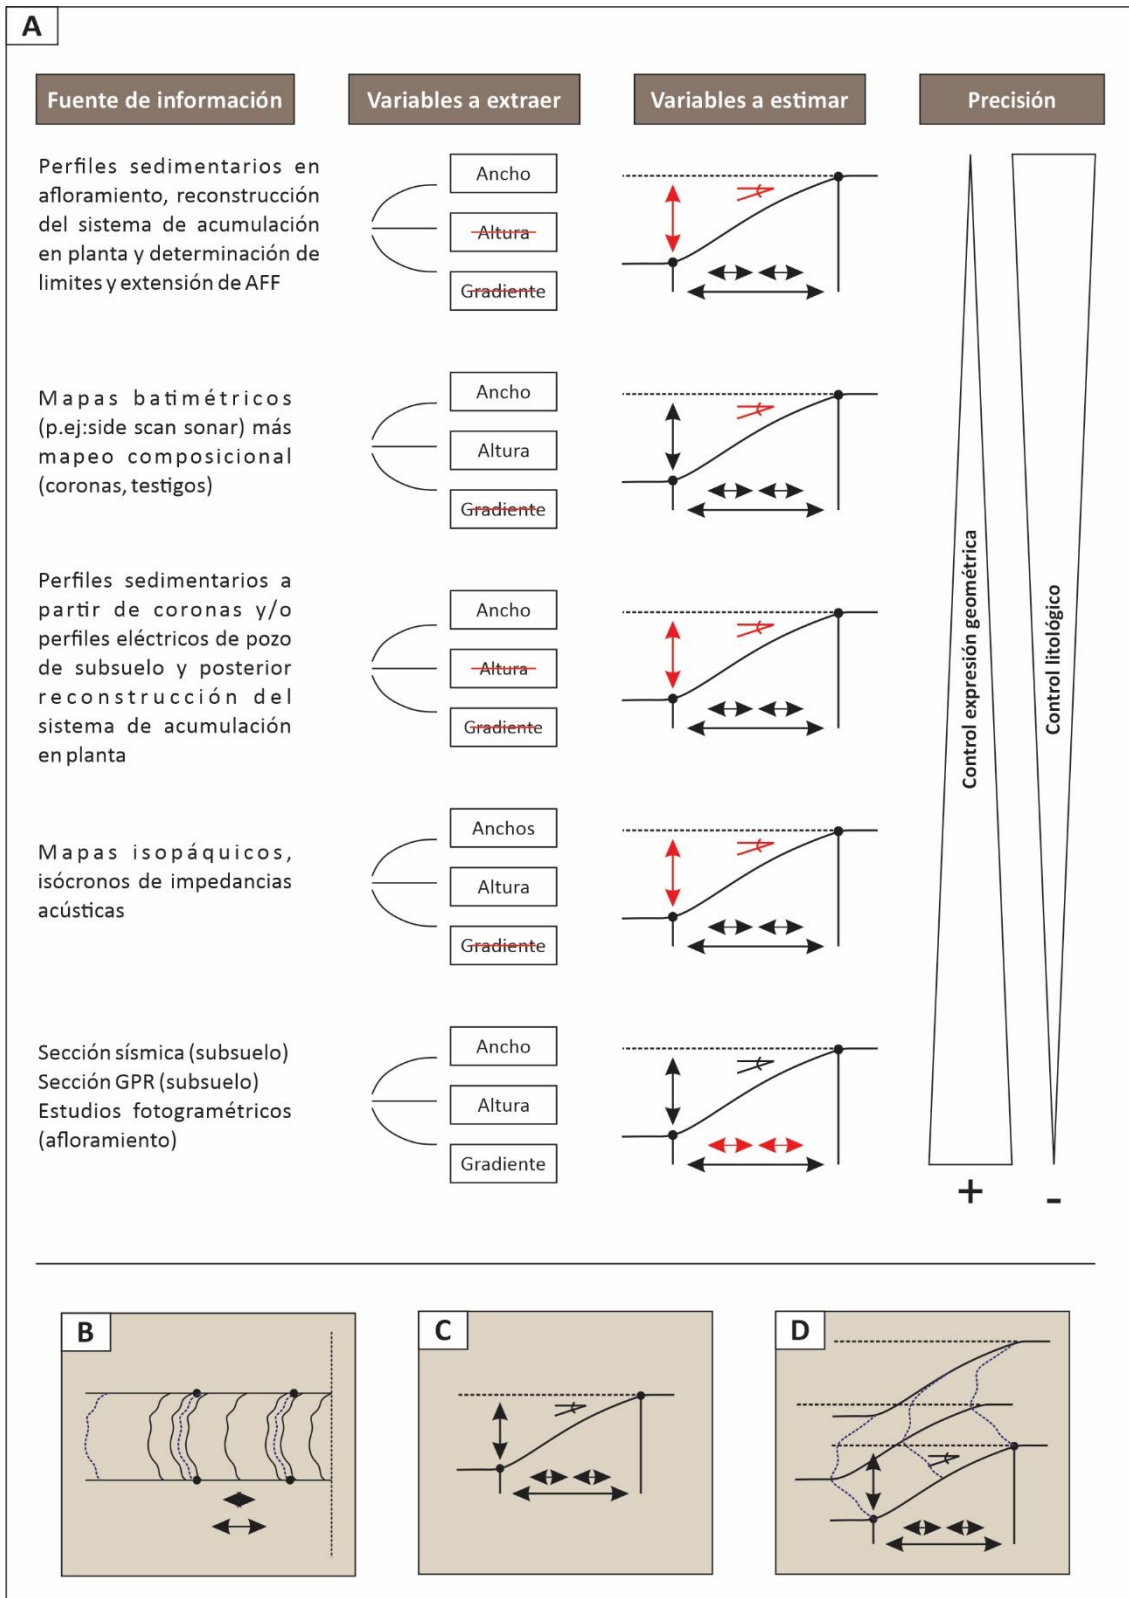 A
Fuente de información
Variables a extraer
Variables a estimar
Precisión
Perfiles sedimentarios en
afloramiento, reconstrucción
del sistema de acumulación
en planta y determinación de
limites y extensión de AFF
Ancho
Altura
Gradiente
Mapas batimétricos
(p.ej:side scan sonar) más
mapeo composicional
(coronas, testigos)
Ancho
Altura
Gradiente
Perfiles sedimentarios a
partir de coronas y/o
perfiles eléctricos de pozo
de subsuelo y posterior
reconstrucción del
sistema de acumulación
en planta
Ancho
Altura
Gradiente
Mapas isopáquicos,
isócronos de impedancias
acústicas
Anchos
Altura
Gradiente
Sección sísmica (subsuelo)
Sección GPR (subsuelo)
Estudios fotogramétricos
(afloramiento)
Ancho
Altura
Gradiente
Control expresión geométrica
Control litológico
+
-
B
C
D